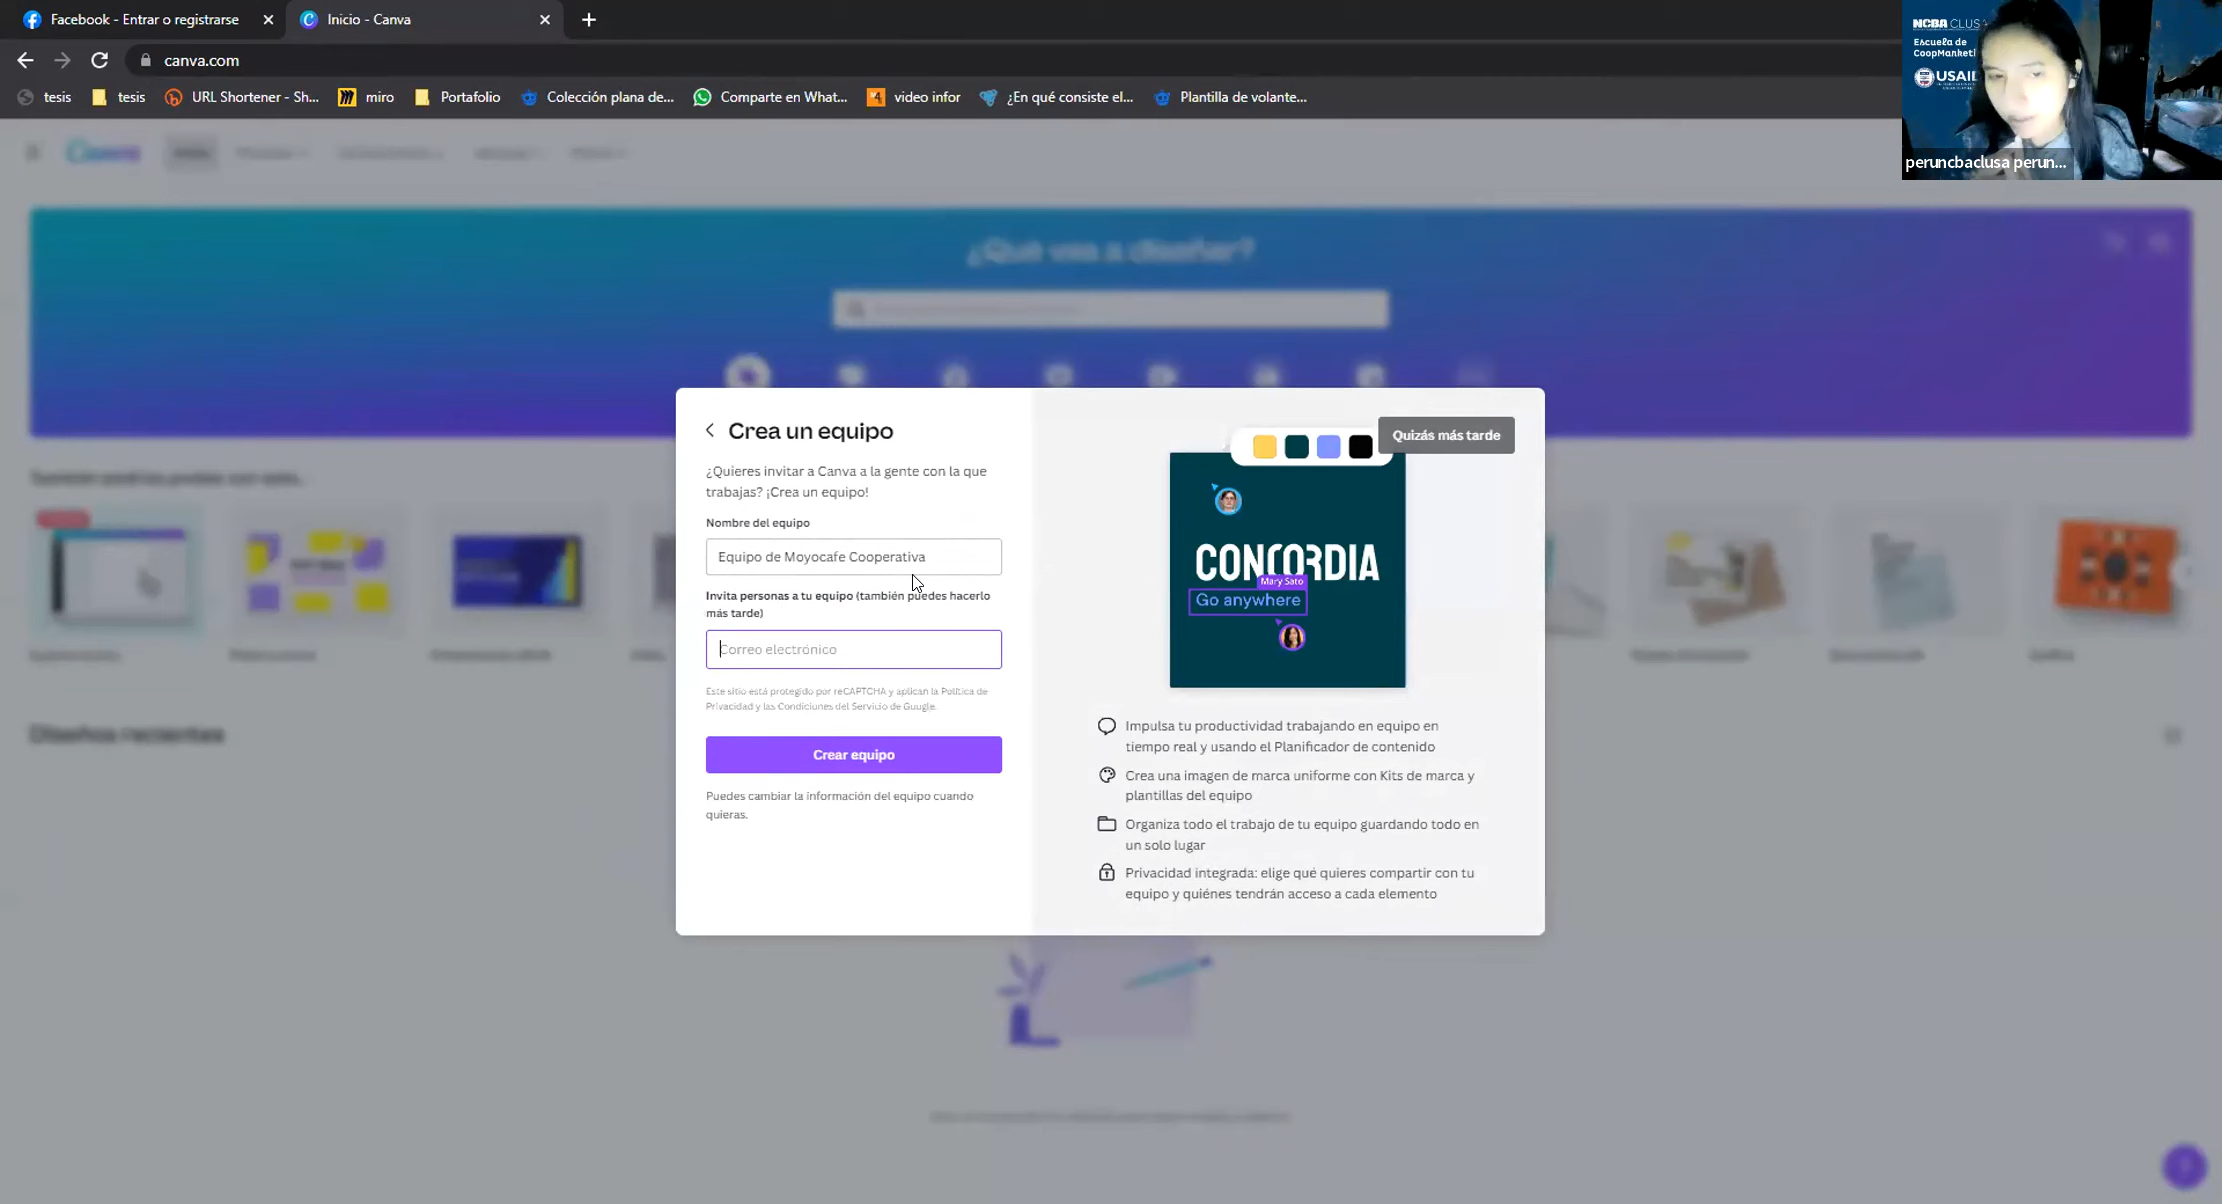 Facebook - Entrar o registrarse
Inicio - Canva
canva.com
tesis
tesis
URL Shortener - Sh...
miro
Portafolio
Colección plana de...
Comparte en What...
video infor
¿En qué consiste el...
Plantilla de volante...
NCBA CLUSA
Escuela de
CoopMarketi
USAID
peruncbaclusa perun...
Canva
¿Qué vas a diseñar?
Crea un equipo
¿Quieres invitar a Canva a la gente con la que
trabajas? ¡Crea un equipo!
Nombre del equipo
Equipo de Moyocafe Cooperativa
Invita personas a tu equipo (también puedes hacerlo
más tarde)
Correo electrónico
Este sitio está protegido por reCAPTCHA y aplican la Política de
Privacidad y las Condiciones del Servicio de Google.
Crear equipo
Puedes cambiar la información del equipo cuando
quieras.
Quizás más tarde
CONCORDIA
Mary Sato
Go anywhere
Impulsa tu productividad trabajando en equipo en
tiempo real y usando el Planificador de contenido
Crea una imagen de marca uniforme con Kits de marca y
plantillas del equipo
Organiza todo el trabajo de tu equipo guardando todo en
un solo lugar
Privacidad integrada: elige qué quieres compartir con tu
equipo y quiénes tendrán acceso a cada elemento
Diseños recientes